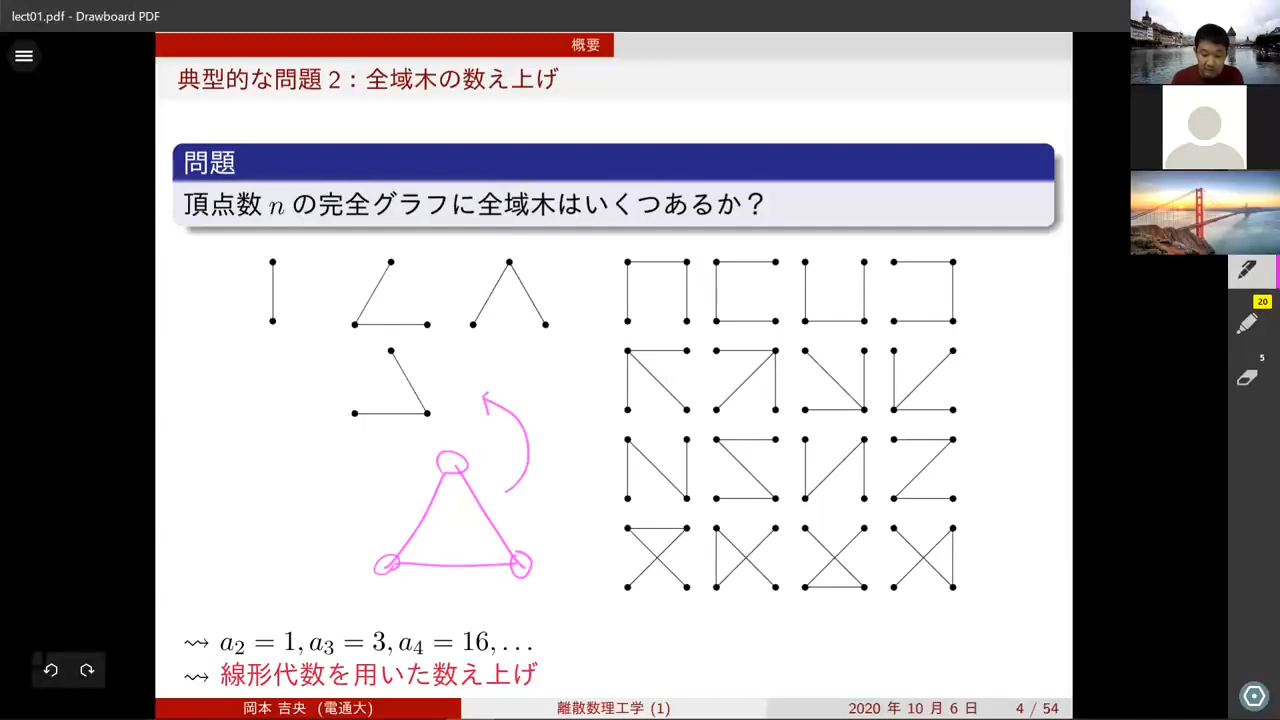 lect01.pdf - Drawboard PDF
概要
典型的な問題 2：全域木の数え上げ
問題
頂点数 n の完全グラフに全域木はいくつあるか？
20
5
⇝ a₂ = 1, a₃ = 3, a₄ = 16, . . .
⇝ 線形代数を用いた数え上げ
岡本 吉央 (電通大)
離散数理工学 (1)
2020 年 10 月 6 日 4 / 54